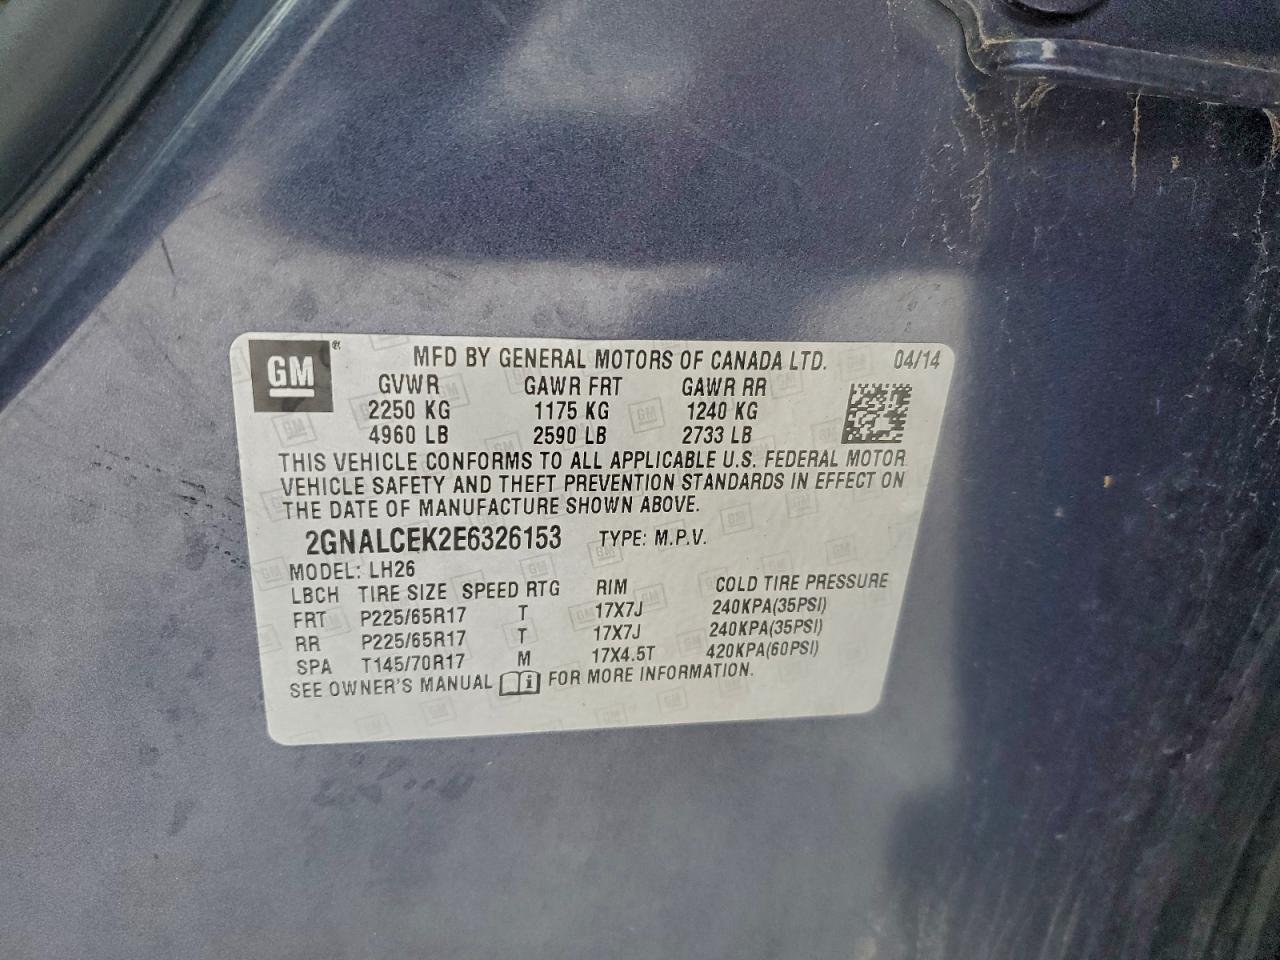 GM ® MFD BY GENERAL MOTORS OF CANADA LTD. 04/14
GVWR GAWR FRT GAWR RR
2250 KG 1175 KG 1240 KG
4960 LB 2590 LB 2733 LB
THIS VEHICLE CONFORMS TO ALL APPLICABLE U.S. FEDERAL MOTOR
VEHICLE SAFETY AND THEFT PREVENTION STANDARDS IN EFFECT ON
THE DATE OF MANUFACTURE SHOWN ABOVE.
2GNALCEK2E6326153 TYPE: M.P.V.
MODEL: LH26
LBCH TIRE SIZE SPEED RTG RIM COLD TIRE PRESSURE
FRT P225/65R17 T 17X7J 240KPA(35PSI)
RR P225/65R17 T 17X7J 240KPA(35PSI)
SPA T145/70R17 M 17X4.5T 420KPA(60PSI)
SEE OWNER'S MANUAL i FOR MORE INFORMATION.